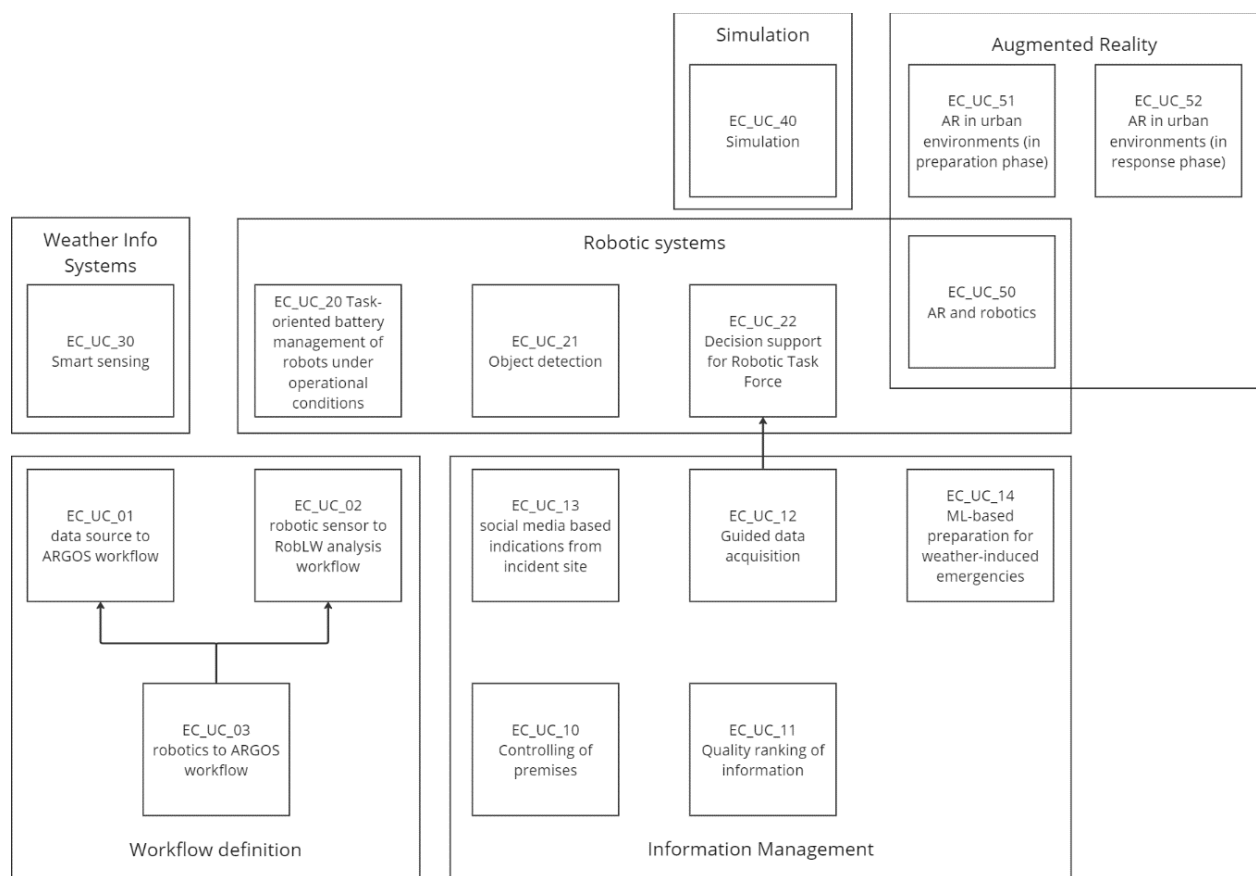 Simulation
EC_UC_40
Simulation
Augmented Reality
EC_UC_51
AR in urban
environments (in
preparation phase)
EC_UC_52
AR in urban
environments (in
response phase)
Weather Info
Systems
EC_UC_30
Smart sensing
Robotic systems
EC_UC_20 Task-
oriented battery
management of
robots under
operational
conditions
EC_UC_21
Object detection
EC_UC_22
Decision support
for Robotic Task
Force
EC_UC_50
AR and robotics
EC_UC_01
data source to
ARGOS workflow
EC_UC_02
robotic sensor to
RobLW analysis
workflow
EC_UC_03
robotics to ARGOS
workflow
Workflow definition
EC_UC_13
social media based
indications from
incident site
EC_UC_12
Guided data
acquisition
EC_UC_14
ML-based
preparation for
weather-induced
emergencies
EC_UC_10
Controlling of
premises
EC_UC_11
Quality ranking of
information
Information Management